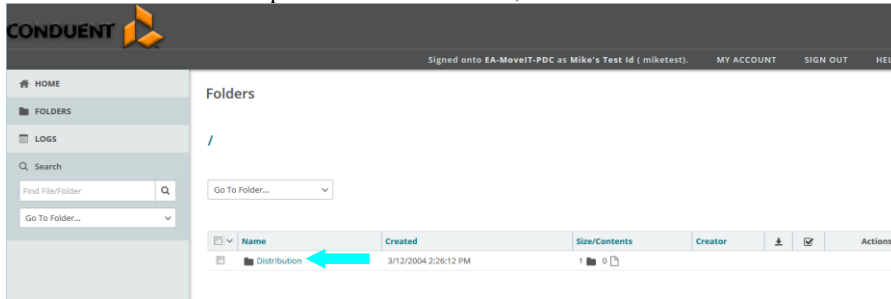 CONDUENT
Signed onto EA-MoveIT-PDC as Mike's Test Id ( miketest). MY ACCOUNT SIGN OUT HEL
HOME
FOLDERS
LOGS
Search
Find File/Folder
Go To Folder...
Folders
/
Go To Folder...
Name Created Size/Contents Creator Actions
Distribution 3/12/2004 2:26:12 PM 1 0